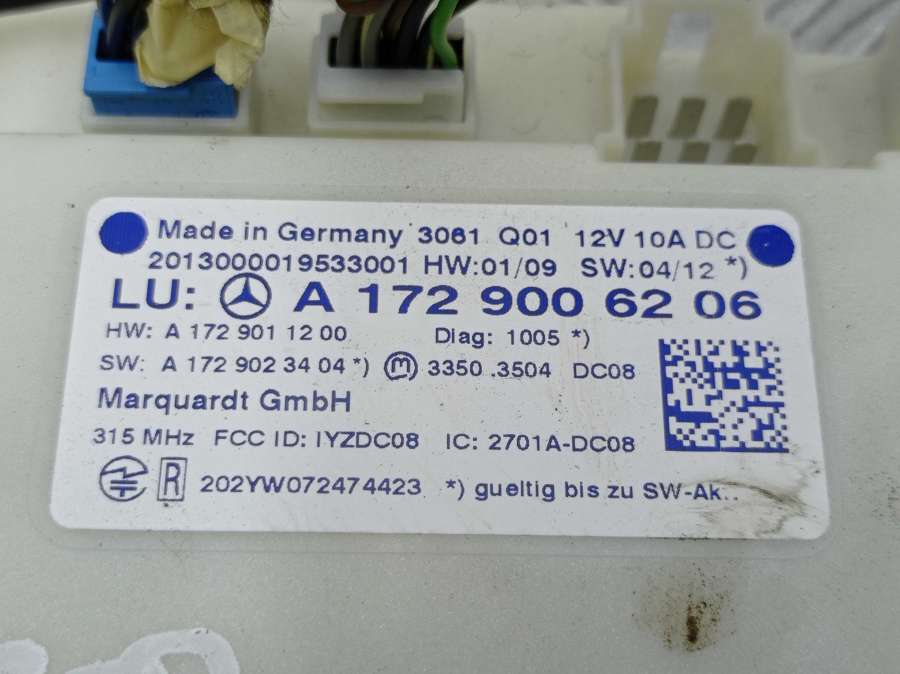 Made in Germany 3061 Q01 12V 10A DC
2013000019533001 HW:01/09 SW:04/12 *)
LU: A 172 900 62 06
HW: A 172 901 12 00 Diag: 1005 *)
SW: A 172 902 34 04 *) m 3350 .3504 DC08
Marquardt GmbH
315 MHz FCC ID: IYZDC08 IC: 2701A-DC08
R 202YW072474423 *) gueltig bis zu SW-Ak..